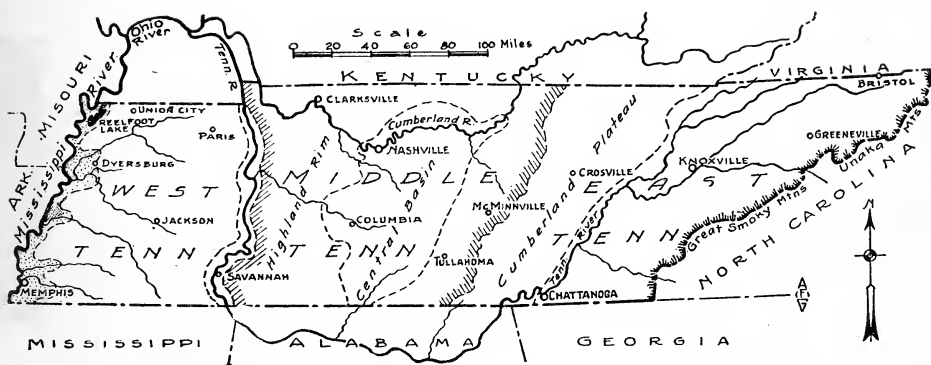 Scale
0 20 40 60 80 100 Miles
Ohio
River
Tenn. R.
MISSOURI
River
KENTUCKY
VIRGINIA
BRISTOL
CLARKSVILLE
UNION CITY
REELFOOT
LAKE
PARIS
Cumberland R.
NASHVILLE
Plateau
GREENEVILLE
Unaka Mts
ARK.
Mississippi
DYERSBURG
WEST
MIDDLE
EAST
CROSVILLE
KNOXVILLE
Highland Rim
Central Basin
Cumberland
JACKSON
COLUMBIA
McMINNVILLE
TENN
TENN
TENN
Great Smoky Mtns
NORTH CAROLINA
N
TULLAHOMA
Tenn. River
SAVANNAH
MEMPHIS
CHATTANOGA
A
F
MISSISSIPPI
ALABAMA
GEORGIA